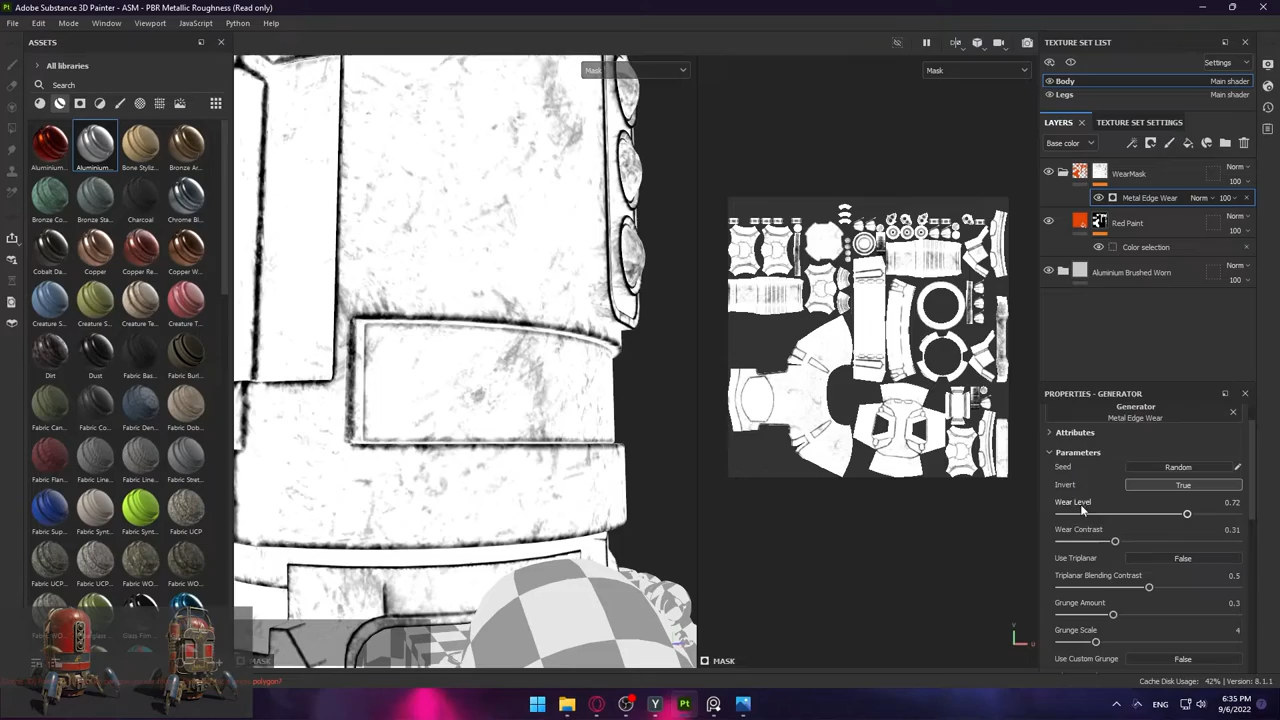 Adobe Substance 3D Painter - ASM - PBR Metallic Roughness (Read only)
File Edit Mode Window Viewport JavaScript Python Help
ASSETS
All libraries
Search
Aluminium... Aluminium... Bone Styliz... Bronze Ar...
Bronze Co... Bronze Sta... Charcoal Chrome Bl...
Cobalt Da... Copper Copper Re... Copper W...
Creature S... Creature Te... Creature T...
Dirt Dust Fabric Bas... Fabric Burl...
Fabric Can... Fabric Dob...
Fabric Flan... Fabric Line... Fabric Line...
Fabric Sup... Fabric Synt... Fabric Synt... Fabric UCP
Fabric UCP... Fabric WO... Fabric WO...
Fabric WO... Glass Film ...
polygon?
Mask
Mask
MASK
MASK
V
U
TEXTURE SET LIST
Settings
Body Main shader
Legs Main shader
LAYERS TEXTURE SET SETTINGS
Base color
WearMask Norm
100
Metal Edge Wear Norm 100
Red Paint Norm
100
Color selection
Aluminium Brushed Worn Norm
100
PROPERTIES - GENERATOR
Generator
Metal Edge Wear
Attributes
Parameters
Seed Random
Invert True
Wear Level 0.72
Wear Contrast 0.31
Use Triplanar False
Triplanar Blending Contrast 0.5
Grunge Amount 0.3
Grunge Scale 4
Use Custom Grunge False
Cache Disk Usage: 42% | Version: 8.1.1
ENG
6:35 PM
9/6/2022